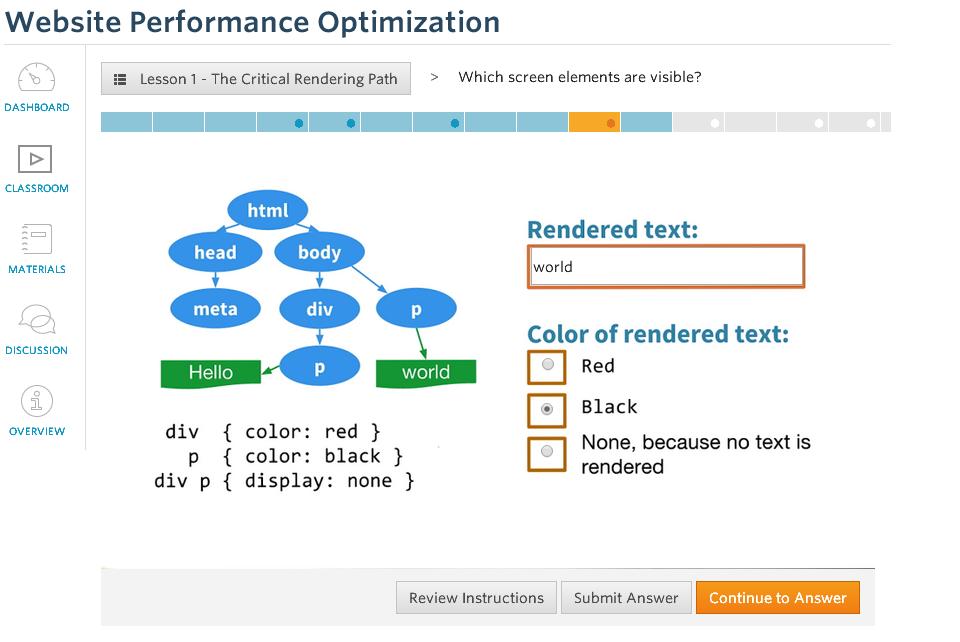 Website Performance Optimization
DASHBOARD
CLASSROOM
MATERIALS
DISCUSSION
OVERVIEW
Lesson 1 - The Critical Rendering Path > Which screen elements are visible?
html
head body
meta div p
Hello p world
div { color: red }
p { color: black }
div p { display: none }
Rendered text:
world
Color of rendered text:
Red
Black
None, because no text is
rendered
Review Instructions Submit Answer Continue to Answer